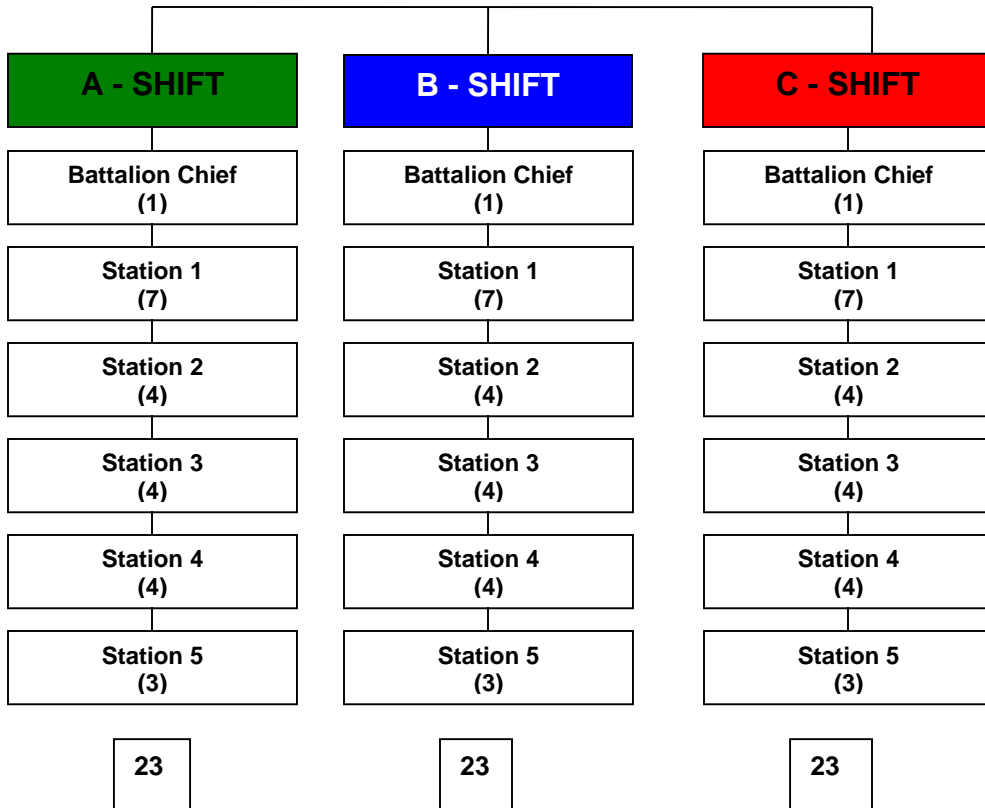 A - SHIFT
B - SHIFT
C - SHIFT
Battalion Chief
(1)
Battalion Chief
(1)
Battalion Chief
(1)
Station 1
(7)
Station 1
(7)
Station 1
(7)
Station 2
(4)
Station 2
(4)
Station 2
(4)
Station 3
(4)
Station 3
(4)
Station 3
(4)
Station 4
(4)
Station 4
(4)
Station 4
(4)
Station 5
(3)
Station 5
(3)
Station 5
(3)
23
23
23